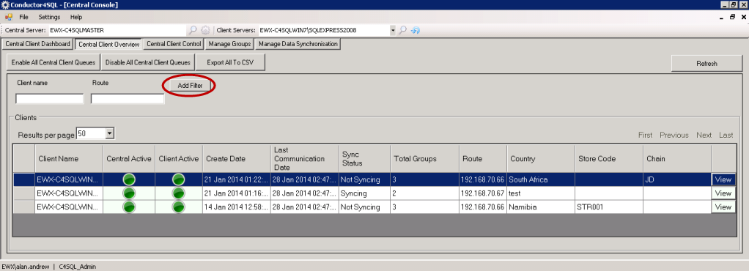 Conductor4SQL - [Central Console]
File Settings Help
Central Server: EWX-C4SQLMASTER Client Servers: EWX-C4SQLWIN7\SQLEXPRESS2008
Central Client Dashboard Central Client Overview Central Client Control Manage Groups Manage Data Synchronisation
Enable All Central Client Queues Disable All Central Client Queues Export All To CSV Refresh
Client name Route Add Filter
Clients
Results per page 50 First Previous Next Last
Client Name Central Active Client Active Create Date Last Communication Date Sync Status Total Groups Route Country Store Code Chain
EWX-C4SQLWIN... 21 Jan 2014 01:22:... 28 Jan 2014 02:47:... Not Syncing 3 192.168.70.66 South Africa JD View
EWX-C4SQLWIN... 21 Jan 2014 01:16:... 28 Jan 2014 02:47:... Syncing 2 192.168.70.67 test View
EWX-C4SQLWIN... 14 Jan 2014 12:58:... 28 Jan 2014 02:47:... Not Syncing 3 192.168.70.66 Namibia STR001 View
EWX\alan.andrew | C4SQL_Admin